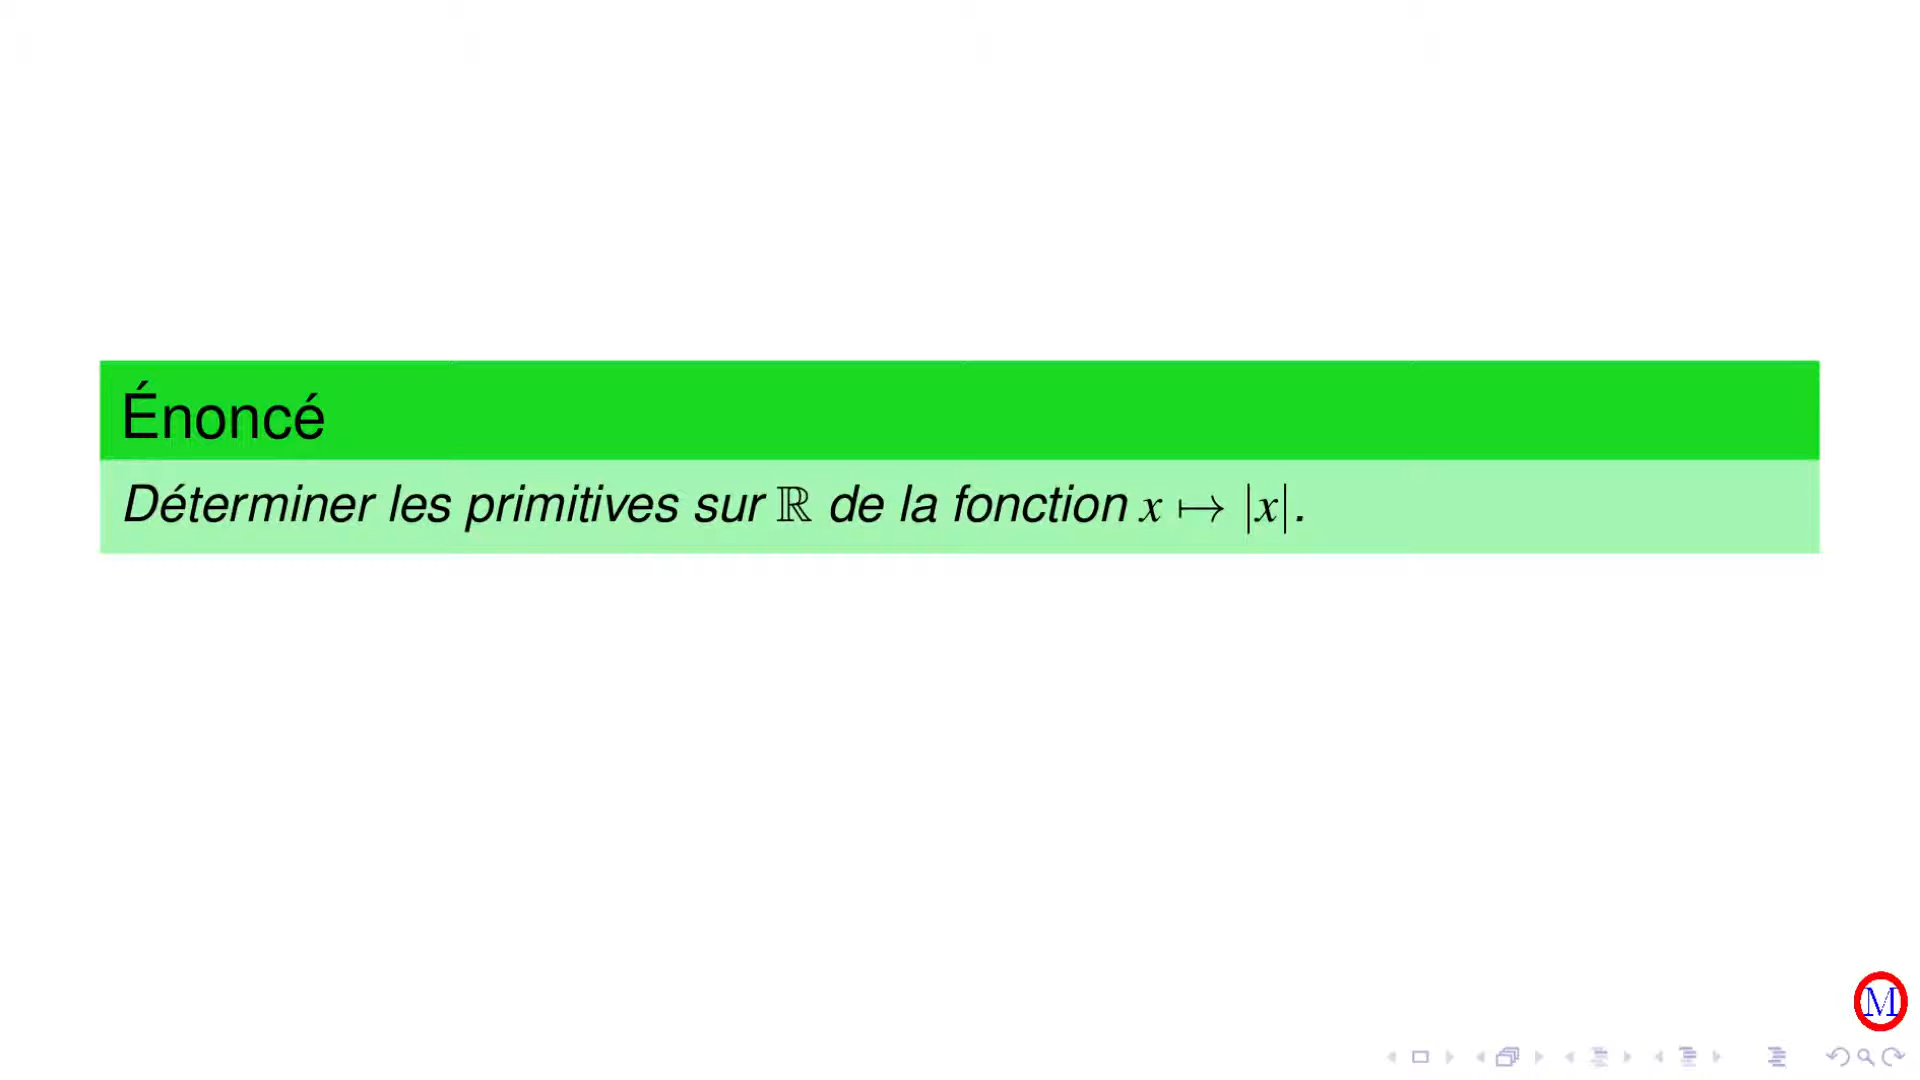 Énoncé
Déterminer les primitives sur ℝ de la fonction x ↦ |x|.
M